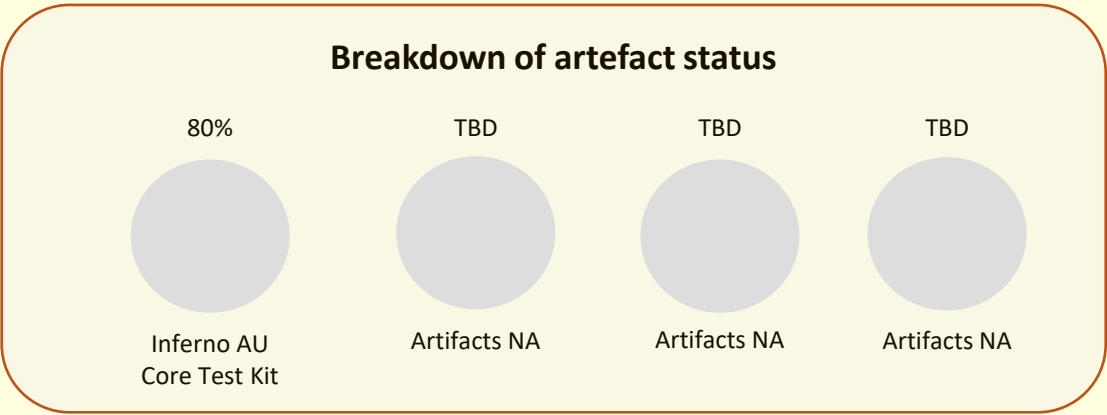 Breakdown of artefact status
80%
TBD
TBD
TBD
Inferno AU
Core Test Kit
Artifacts NA
Artifacts NA
Artifacts NA